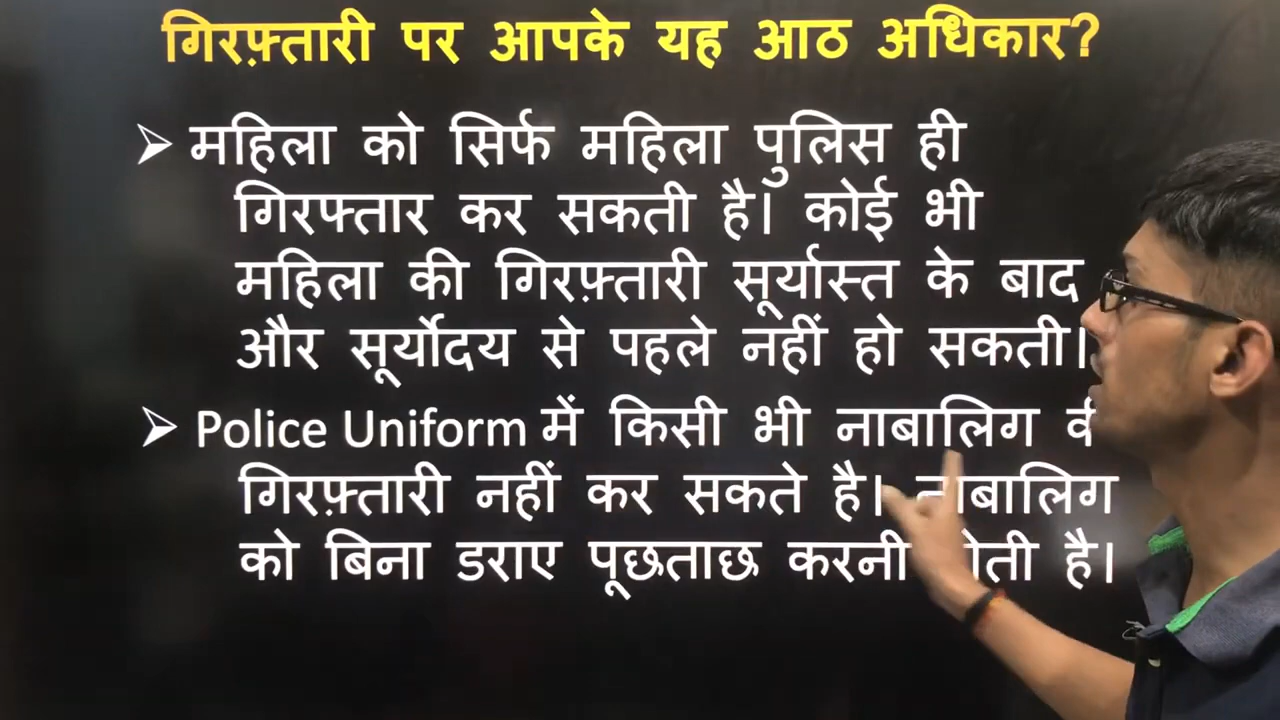 गिरफ़्तारी पर आपके यह आठ अधिकार?
महिला को सिर्फ महिला पुलिस ही
गिरफ्तार कर सकती है। कोई भी
महिला की गिरफ़्तारी सूर्यास्त के बाद
और सूर्योदय से पहले नहीं हो सकती।
Police Uniform में किसी भी नाबालिग
गिरफ़्तारी नहीं कर सकते है। नाबालिग
को बिना डराए पूछताछ करनी है।